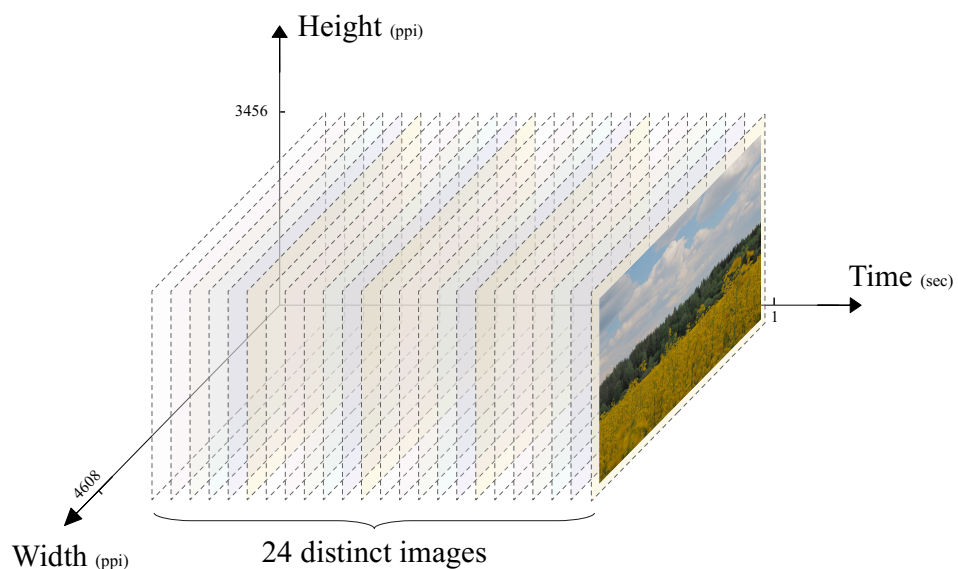 Height (ppi)
3456
Time (sec)
1
4608
Width (ppi)
24 distinct images